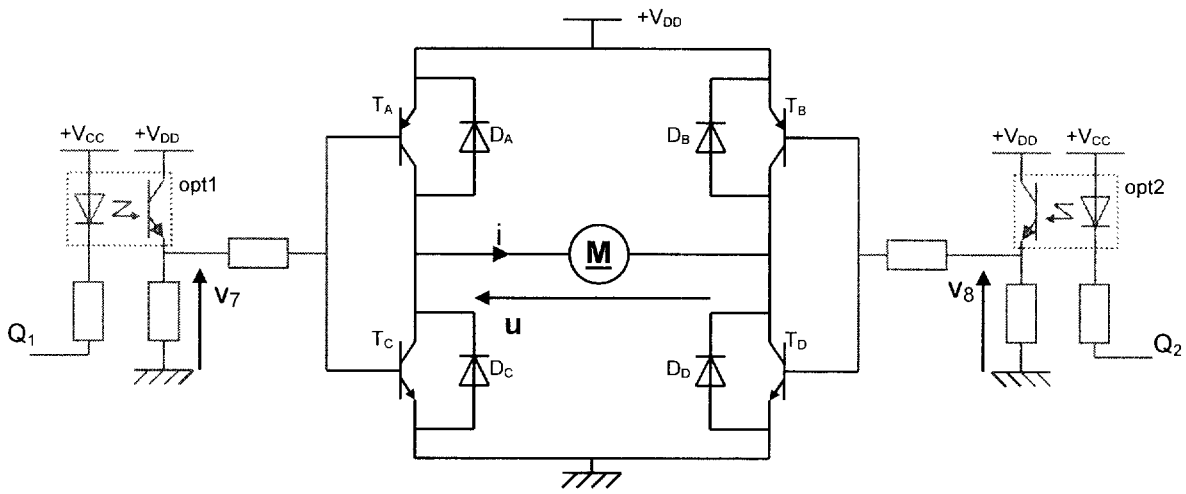 +VDD
TA
TB
DA
DB
+VCC
+VDD
+VDD
+VCC
opt1
opt2
i
M
v7
v8
u
Q1
Q2
TC
TD
DC
DD